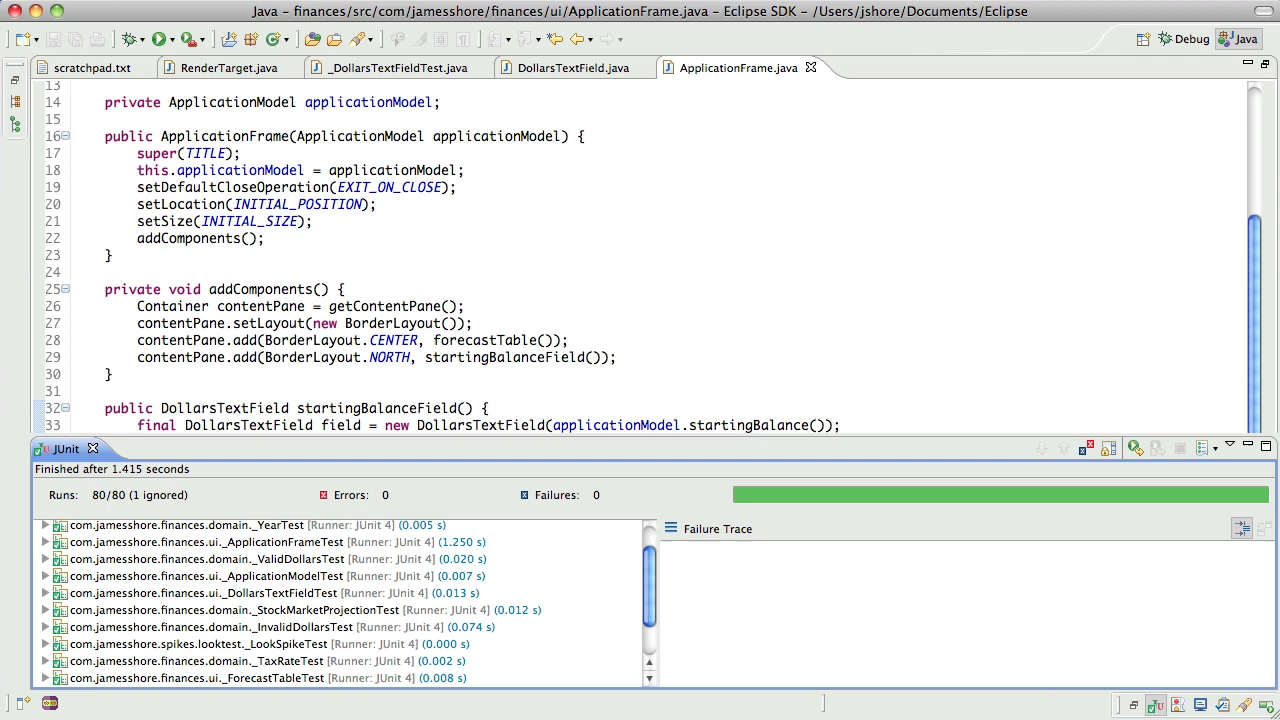 Java – finances/src/com/jamesshore/finances/ui/ApplicationFrame.java – Eclipse SDK – /Users/jshore/Documents/Eclipse
Debug Java
scratchpad.txt RenderTarget.java _DollarsTextFieldTest.java DollarsTextField.java ApplicationFrame.java
13
14 private ApplicationModel applicationModel;
15
16 public ApplicationFrame(ApplicationModel applicationModel) {
17 super(TITLE);
18 this.applicationModel = applicationModel;
19 setDefaultCloseOperation(EXIT_ON_CLOSE);
20 setLocation(INITIAL_POSITION);
21 setSize(INITIAL_SIZE);
22 addComponents();
23 }
24
25 private void addComponents() {
26 Container contentPane = getContentPane();
27 contentPane.setLayout(new BorderLayout());
28 contentPane.add(BorderLayout.CENTER, forecastTable());
29 contentPane.add(BorderLayout.NORTH, startingBalanceField());
30 }
31
32 public DollarsTextField startingBalanceField() {
33 final DollarsTextField field = new DollarsTextField(applicationModel.startingBalance());
JUnit
Finished after 1.415 seconds
Runs: 80/80 (1 ignored) Errors: 0 Failures: 0
com.jamesshore.finances.domain._YearTest [Runner: JUnit 4] (0.005 s)
Failure Trace
com.jamesshore.finances.ui._ApplicationFrameTest [Runner: JUnit 4] (1.250 s)
com.jamesshore.finances.domain._ValidDollarsTest [Runner: JUnit 4] (0.020 s)
com.jamesshore.finances.ui._ApplicationModelTest [Runner: JUnit 4] (0.007 s)
com.jamesshore.finances.ui._DollarsTextFieldTest [Runner: JUnit 4] (0.013 s)
com.jamesshore.finances.domain._StockMarketProjectionTest [Runner: JUnit 4] (0.012 s)
com.jamesshore.finances.domain._InvalidDollarsTest [Runner: JUnit 4] (0.074 s)
com.jamesshore.spikes.looktest._LookSpikeTest [Runner: JUnit 4] (0.000 s)
com.jamesshore.finances.domain._TaxRateTest [Runner: JUnit 4] (0.002 s)
com.jamesshore.finances.ui._ForecastTableTest [Runner: JUnit 4] (0.008 s)